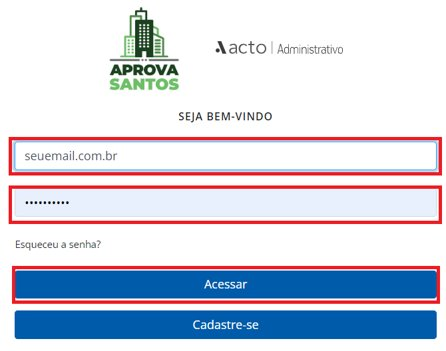 APROVA
SANTOS
acto | Administrativo
SEJA BEM-VINDO
seuemail.com.br
••••••••••
Esqueceu a senha?
Acessar
Cadastre-se